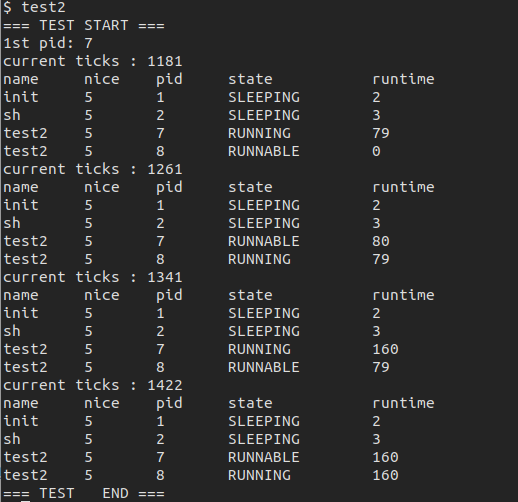 $ test2
=== TEST START ===
1st pid: 7
current ticks : 1181
name nice pid state runtime
init 5 1 SLEEPING 2
sh 5 2 SLEEPING 3
test2 5 7 RUNNING 79
test2 5 8 RUNNABLE 0
current ticks : 1261
name nice pid state runtime
init 5 1 SLEEPING 2
sh 5 2 SLEEPING 3
test2 5 7 RUNNABLE 80
test2 5 8 RUNNING 79
current ticks : 1341
name nice pid state runtime
init 5 1 SLEEPING 2
sh 5 2 SLEEPING 3
test2 5 7 RUNNING 160
test2 5 8 RUNNABLE 79
current ticks : 1422
name nice pid state runtime
init 5 1 SLEEPING 2
sh 5 2 SLEEPING 3
test2 5 7 RUNNABLE 160
test2 5 8 RUNNING 160
=== TEST   END ===